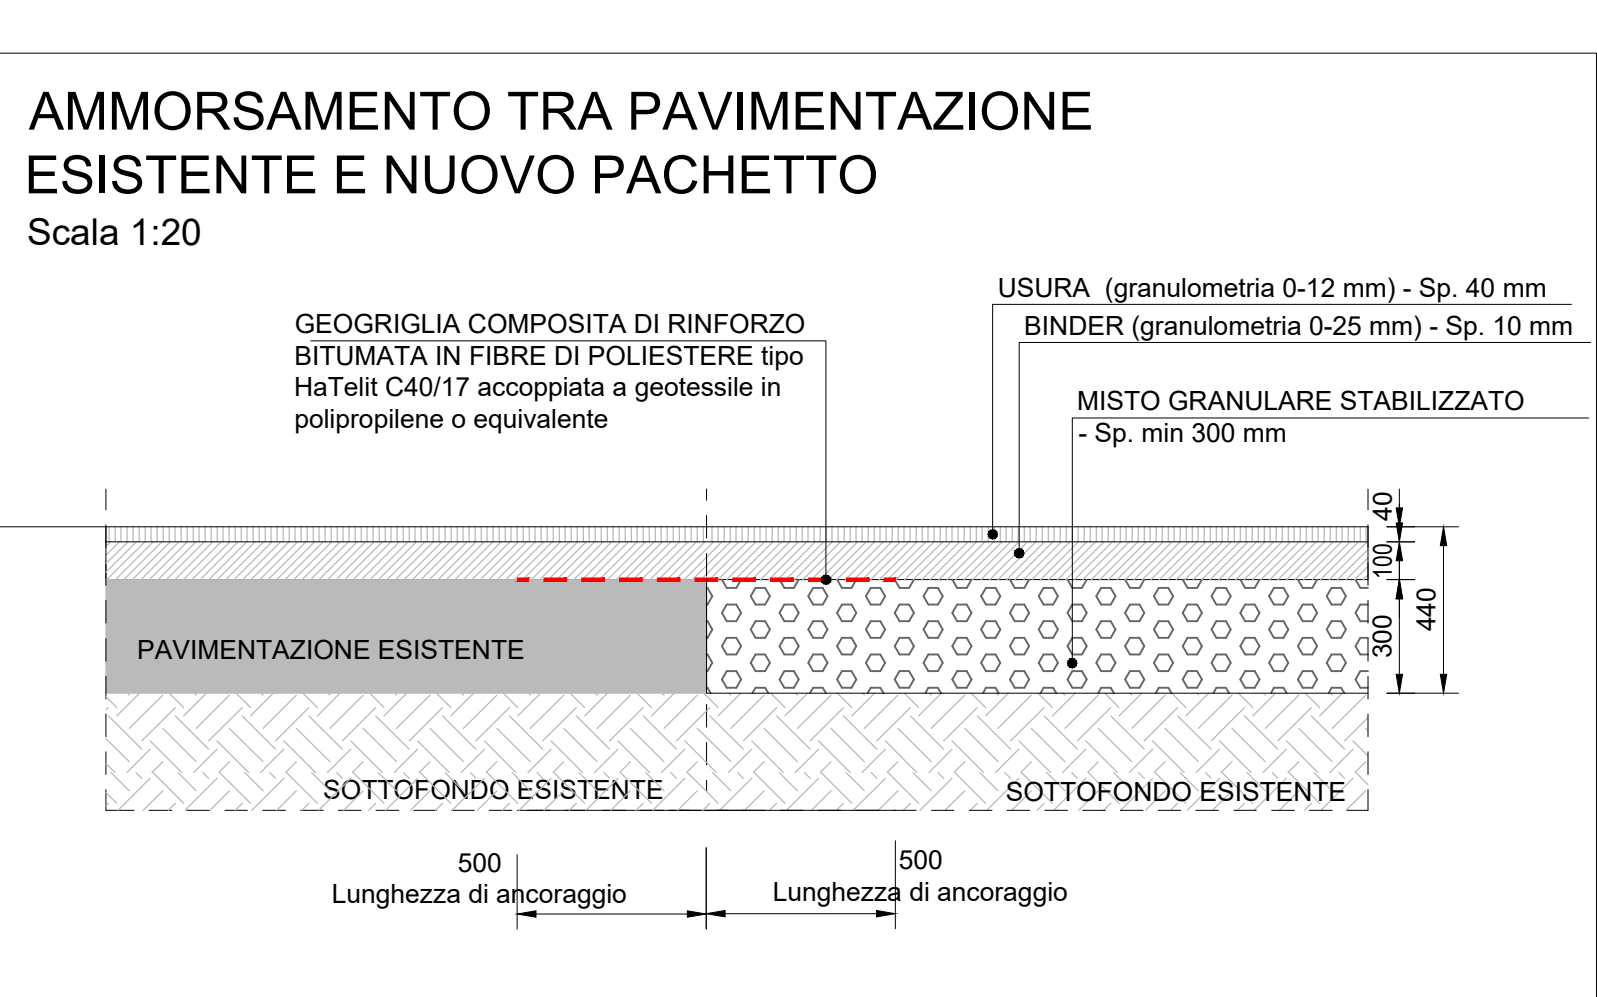 AMMORSAMENTO TRA PAVIMENTAZIONE
ESISTENTE E NUOVO PACHETTO
Scala 1:20
USURA (granulometria 0-12 mm) - Sp. 40 mm
BINDER (granulometria 0-25 mm) - Sp. 10 mm
GEOGRIGLIA COMPOSITA DI RINFORZO
BITUMATA IN FIBRE DI POLIESTERE tipo
HaTelit C40/17 accoppiata a geotessile in
polipropilene o equivalente
MISTO GRANULARE STABILIZZATO
- Sp. min 300 mm
40
100
300
440
PAVIMENTAZIONE ESISTENTE
SOTTOFONDO ESISTENTE
SOTTOFONDO ESISTENTE
500
Lunghezza di ancoraggio
500
Lunghezza di ancoraggio